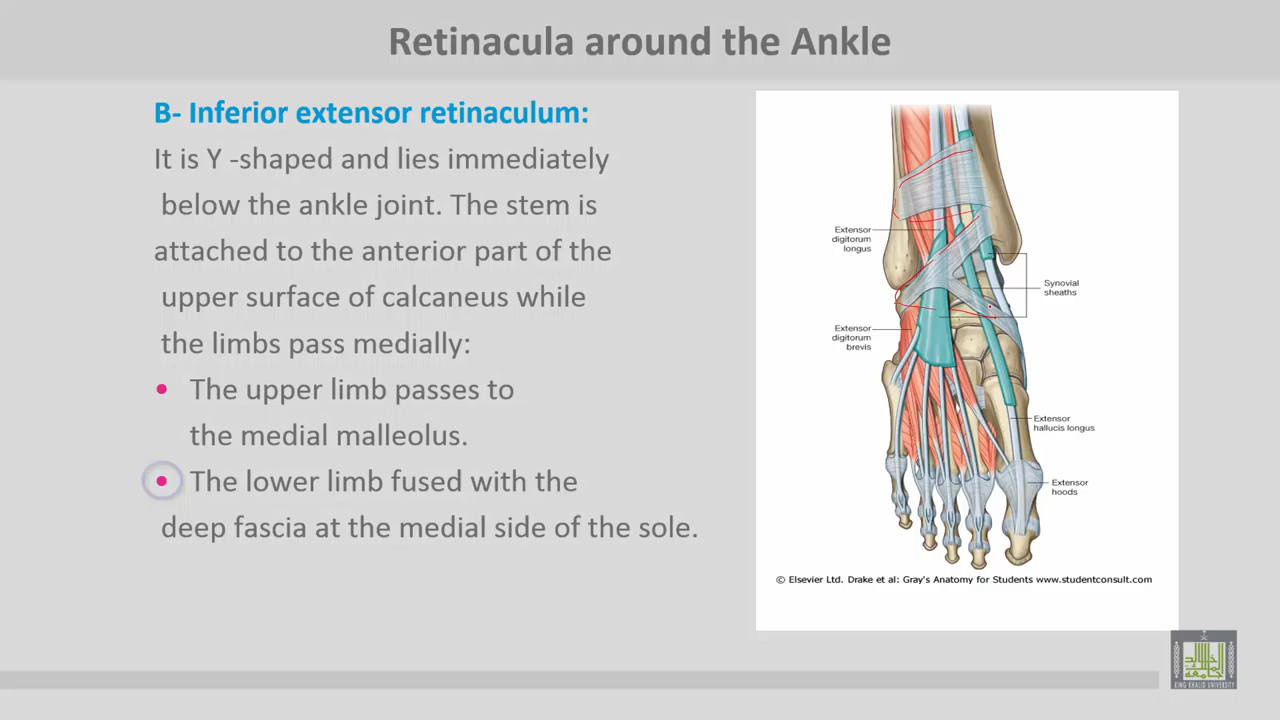 Retinacula around the Ankle
B- Inferior extensor retinaculum:
It is Y -shaped and lies immediately
below the ankle joint. The stem is
attached to the anterior part of the
upper surface of calcaneus while
the limbs pass medially:
• The upper limb passes to
the medial malleolus.
• The lower limb fused with the
deep fascia at the medial side of the sole.
Extensor
digitorum
longus
Synovial
sheaths
Extensor
digitorum
brevis
Extensor
hallucis longus
Extensor
hoods
© Elsevier Ltd. Drake et al: Gray's Anatomy for Students www.studentconsult.com
KING KHALID UNIVERSITY